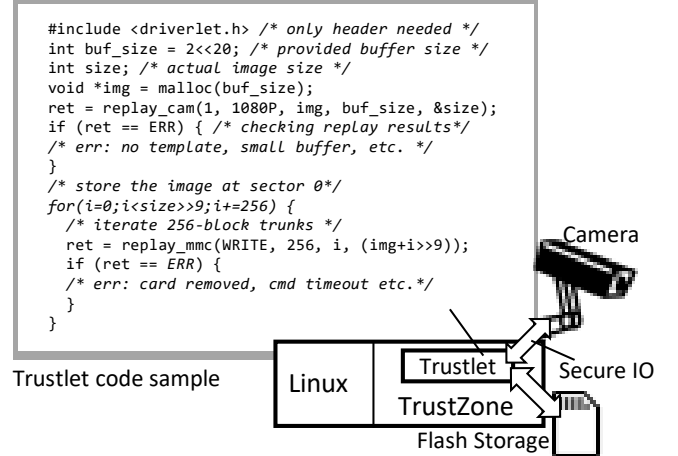 #include <driverlet.h> /* only header needed */
int buf_size = 2<<20; /* provided buffer size */
int size; /* actual image size */
void *img = malloc(buf_size);
ret = replay_cam(1, 1080P, img, buf_size, &size);
if (ret == ERR) { /* checking replay results*/
/* err: no template, small buffer, etc. */
}
/* store the image at sector 0*/
for(i=0;i<size>>9;i+=256) {
  /* iterate 256-block trunks */
  ret = replay_mmc(WRITE, 256, i, (img+i>>9));
  if (ret == ERR) {
  /* err: card removed, cmd timeout etc.*/
  }
}
Camera
Trustlet code sample
Linux
Trustlet
TrustZone
Secure IO
Flash Storage